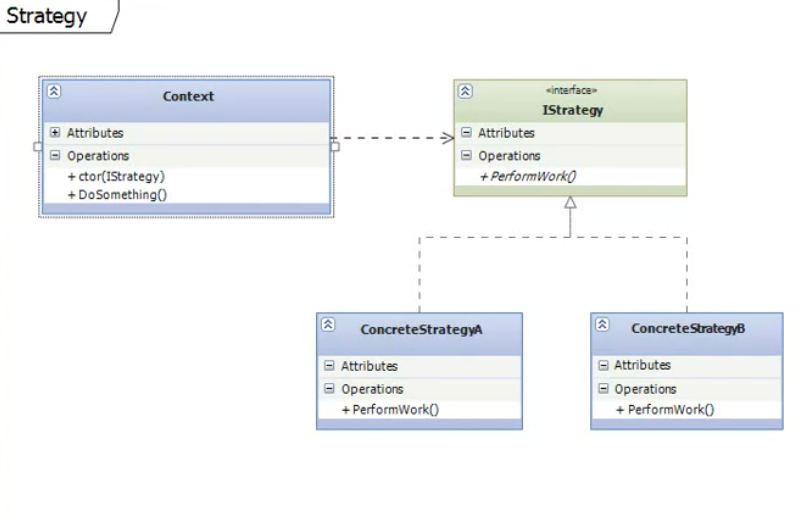 Strategy
Context
Attributes
Operations
+ ctor(IStrategy)
+ DoSomething()
«interface»
IStrategy
Attributes
Operations
+ PerformWork()
ConcreteStrategyA
Attributes
Operations
+ PerformWork()
ConcreteStrategyB
Attributes
Operations
+ PerformWork()